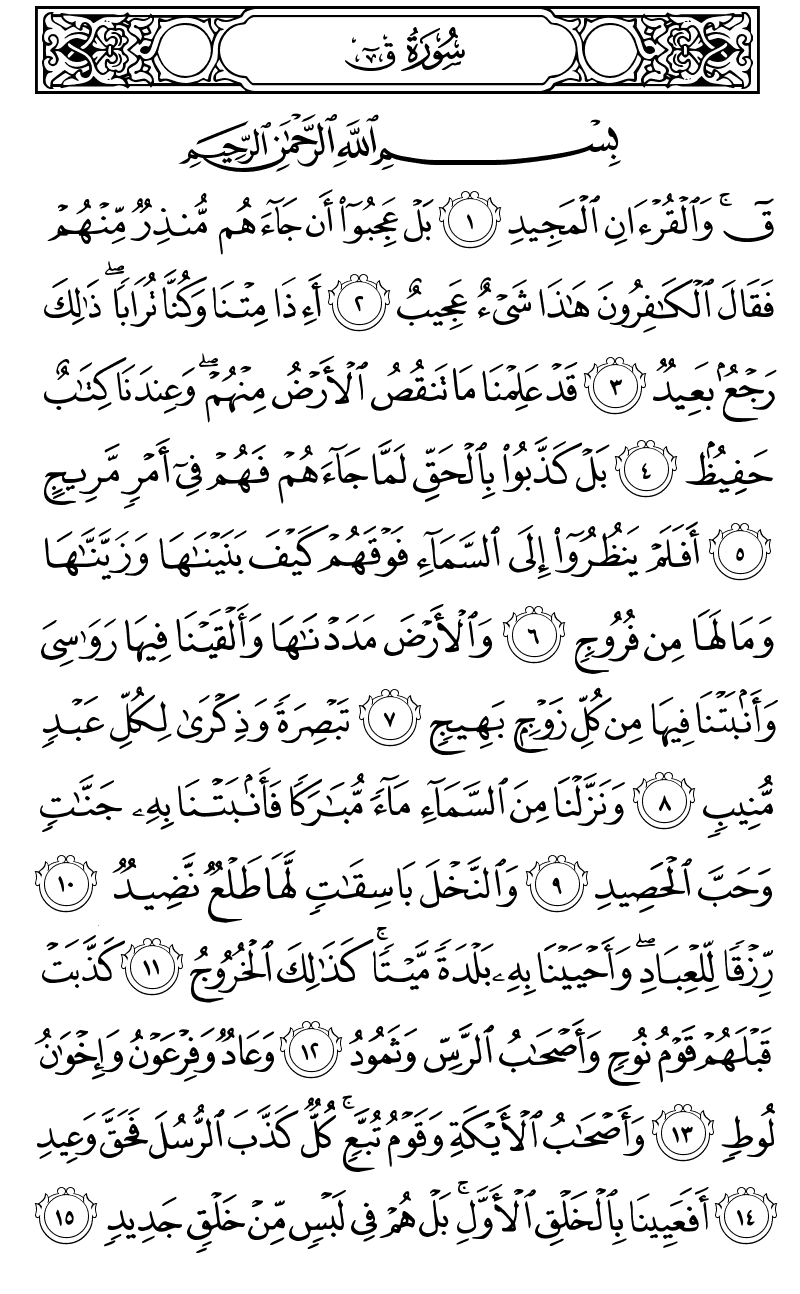 سُورَةُ قٓ
بِسۡمِ ٱللَّهِ ٱلرَّحۡمَٰنِ ٱلرَّحِيمِ
قٓۚ وَٱلۡقُرۡءَانِ ٱلۡمَجِيدِ ١ بَلۡ عَجِبُوٓاْ أَن جَآءَهُم مُّنذِرٞ مِّنۡهُمۡ
فَقَالَ ٱلۡكَٰفِرُونَ هَٰذَا شَيۡءٌ عَجِيبٌ ٢ أَءِذَا مِتۡنَا وَكُنَّا تُرَابٗاۖ ذَٰلِكَ
رَجۡعُۢ بَعِيدٞ ٣ قَدۡ عَلِمۡنَا مَا تَنقُصُ ٱلۡأَرۡضُ مِنۡهُمۡۖ وَعِندَنَا كِتَٰبٌ
حَفِيظُۢ ٤ بَلۡ كَذَّبُواْ بِٱلۡحَقِّ لَمَّا جَآءَهُمۡ فَهُمۡ فِيٓ أَمۡرٖ مَّرِيجٍ
٥ أَفَلَمۡ يَنظُرُوٓاْ إِلَى ٱلسَّمَآءِ فَوۡقَهُمۡ كَيۡفَ بَنَيۡنَٰهَا وَزَيَّنَّٰهَا
وَمَا لَهَا مِن فُرُوجٖ ٦ وَٱلۡأَرۡضَ مَدَدۡنَٰهَا وَأَلۡقَيۡنَا فِيهَا رَوَٰسِيَ
وَأَنۢبَتۡنَا فِيهَا مِن كُلِّ زَوۡجِۭ بَهِيجٖ ٧ تَبۡصِرَةٗ وَذِكۡرَىٰ لِكُلِّ عَبۡدٖ
مُّنِيبٖ ٨ وَنَزَّلۡنَا مِنَ ٱلسَّمَآءِ مَآءٗ مُّبَٰرَكٗا فَأَنۢبَتۡنَا بِهِۦ جَنَّٰتٖ
وَحَبَّ ٱلۡحَصِيدِ ٩ وَٱلنَّخۡلَ بَاسِقَٰتٖ لَّهَا طَلۡعٞ نَّضِيدٞ ١٠
رِّزۡقٗا لِّلۡعِبَادِۖ وَأَحۡيَيۡنَا بِهِۦ بَلۡدَةٗ مَّيۡتٗاۚ كَذَٰلِكَ ٱلۡخُرُوجُ ١١ كَذَّبَتۡ
قَبۡلَهُمۡ قَوۡمُ نُوحٖ وَأَصۡحَٰبُ ٱلرَّسِّ وَثَمُودُ ١٢ وَعَادٞ وَفِرۡعَوۡنُ وَإِخۡوَٰنُ
لُوطٖ ١٣ وَأَصۡحَٰبُ ٱلۡأَيۡكَةِ وَقَوۡمُ تُبَّعٖۚ كُلّٞ كَذَّبَ ٱلرُّسُلَ فَحَقَّ وَعِيدِ
١٤ أَفَعَيِينَا بِٱلۡخَلۡقِ ٱلۡأَوَّلِۚ بَلۡ هُمۡ فِي لَبۡسٖ مِّنۡ خَلۡقٖ جَدِيدٖ ١٥